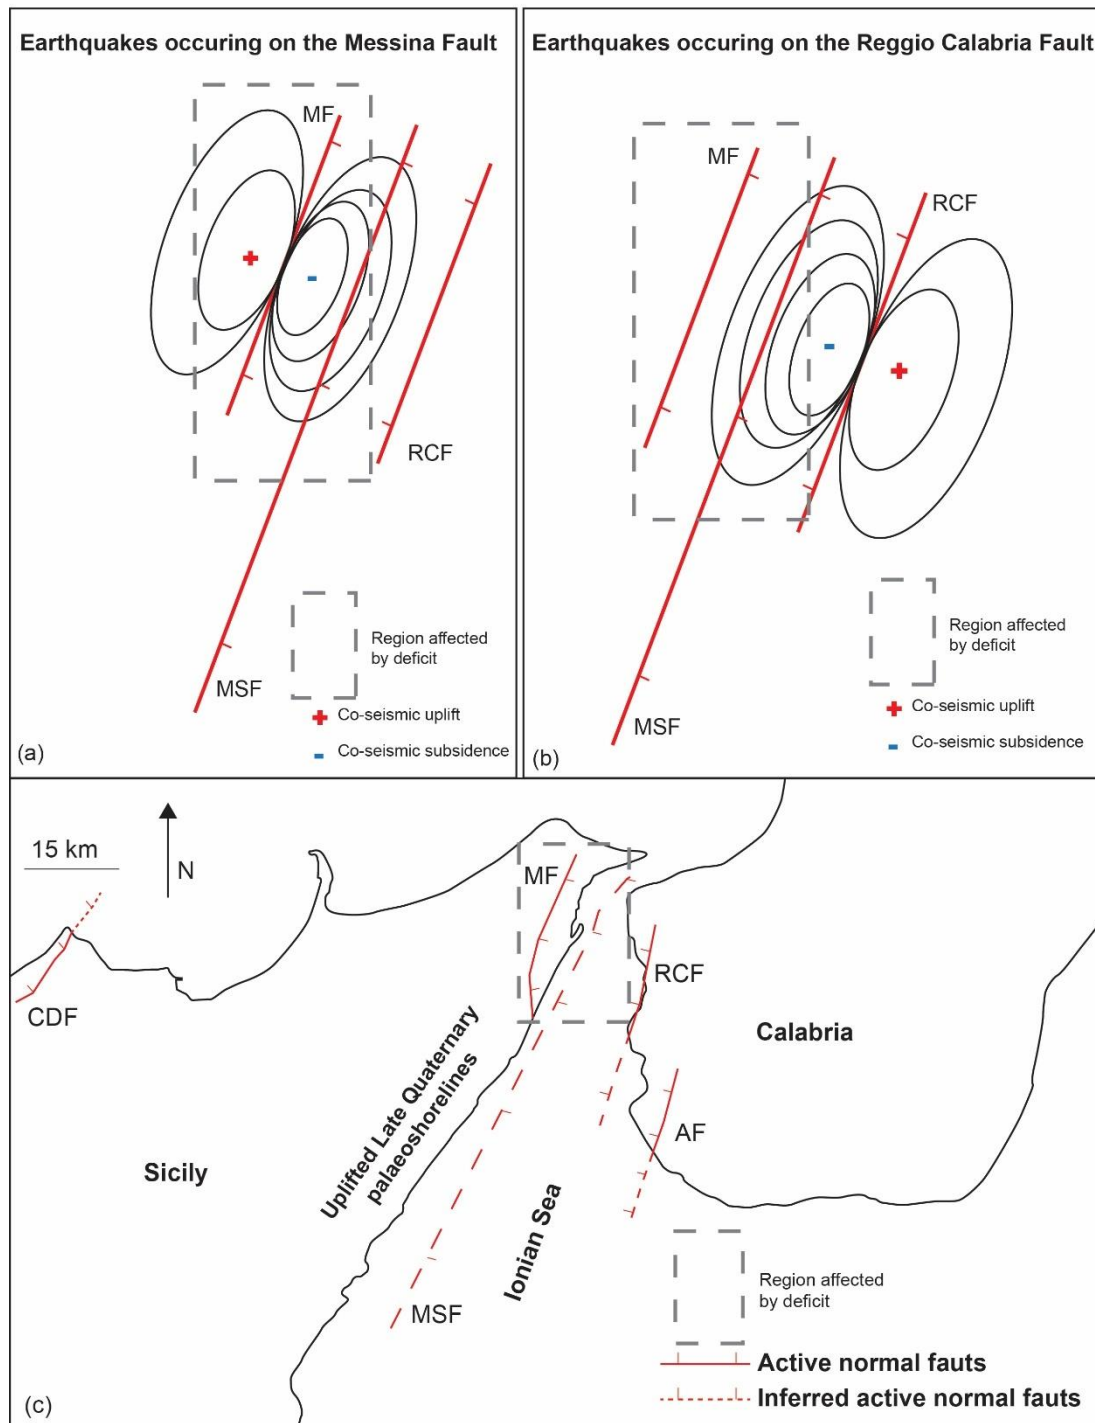 Earthquakes occuring on the Messina Fault
MF
RCF
MSF
Region affected
by deficit
Co-seismic uplift
Co-seismic subsidence
(a)
Earthquakes occuring on the Reggio Calabria Fault
MF
RCF
MSF
Region affected
by deficit
Co-seismic uplift
Co-seismic subsidence
(b)
15 km
N
CDF
MF
RCF
Calabria
AF
Uplifted Late Quaternary
palaeoshorelines
Sicily
Ionian Sea
MSF
Region affected
by deficit
Active normal fauts
Inferred active normal fauts
(c)